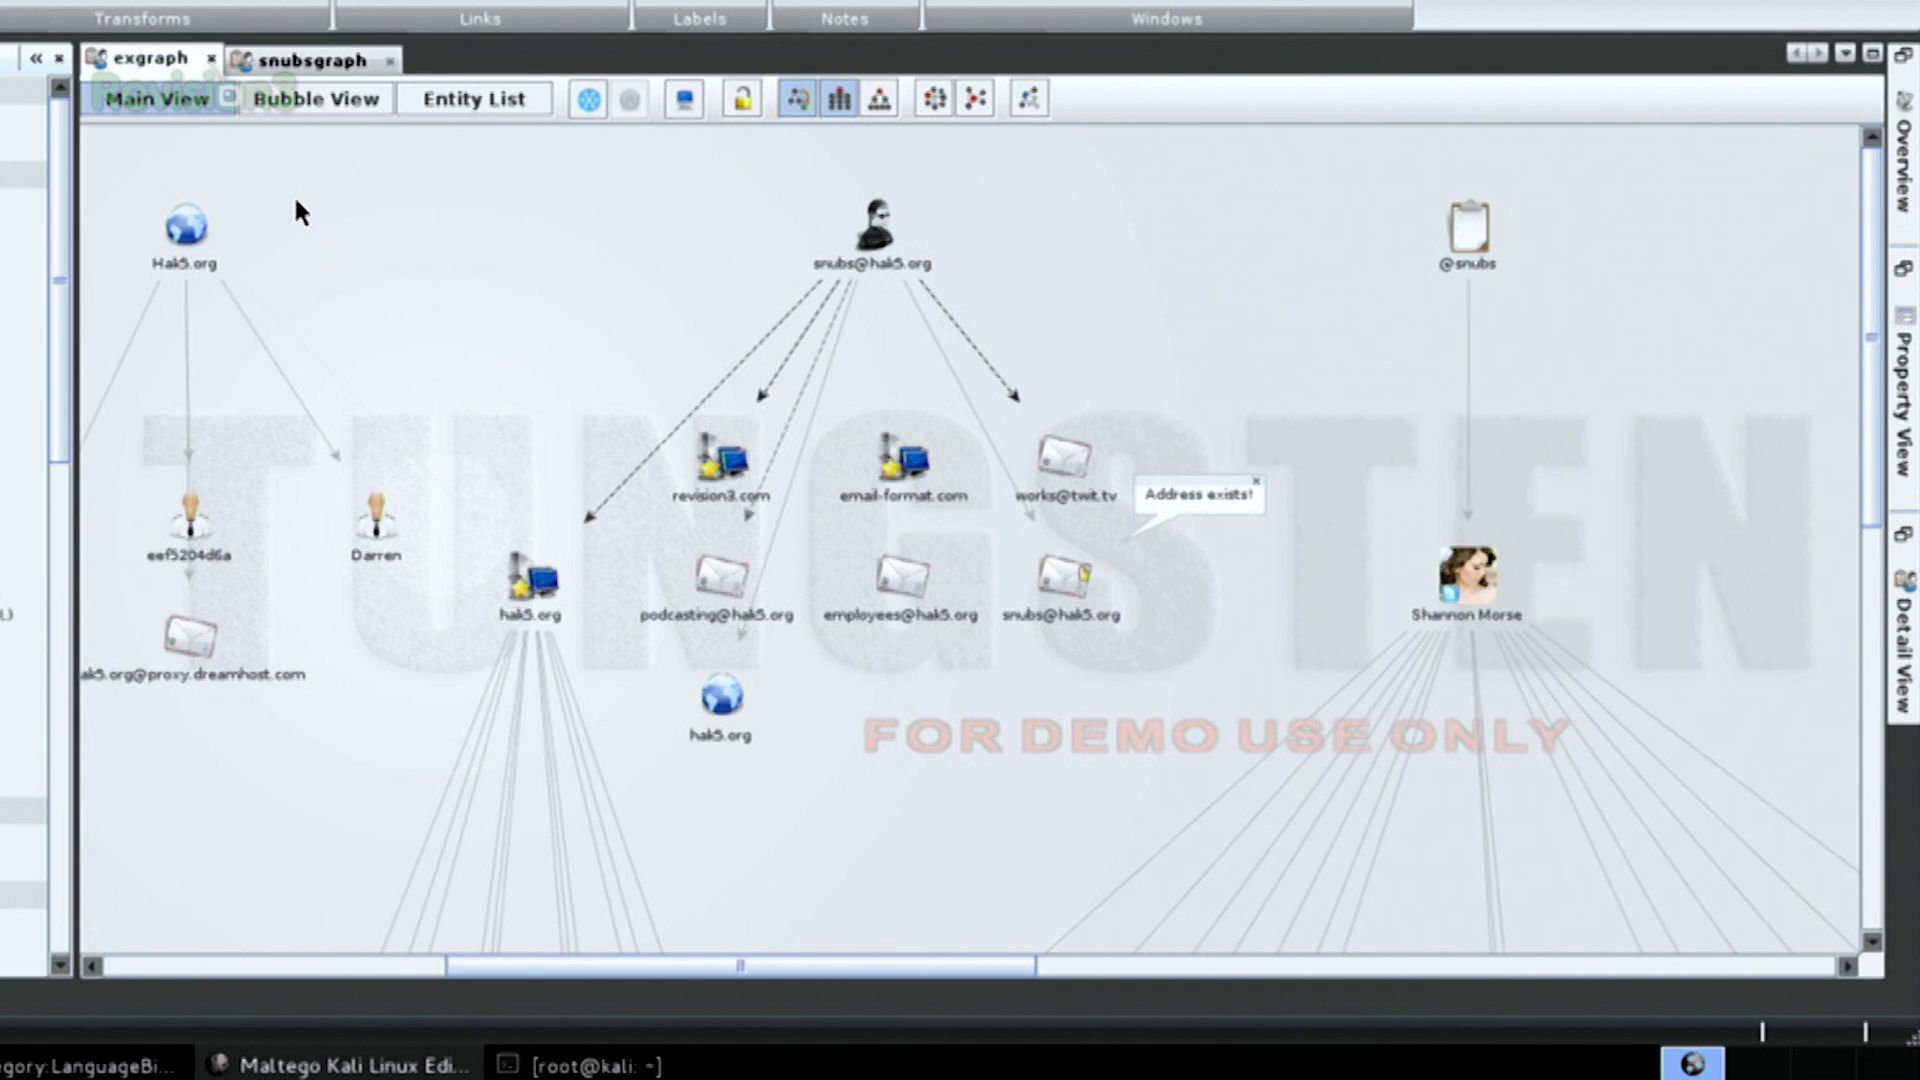 Transforms
Links
Labels
Notes
Windows
exgraph
snubsgraph
Revision3
Main View
Bubble View
Entity List
Overview
Property View
Detail View
Hak5.org
snubs@hak5.org
@snubs
TUNGSTEN
revision3.com
email-format.com
works@twit.tv
Address exists!
eef5204d6a
Darren
hak5.org
podcasting@hak5.org
employees@hak5.org
snubs@hak5.org
Shannon Morse
L)
ak5.org@proxy.dreamhost.com
hak5.org
FOR DEMO USE ONLY
gory:LanguageBi...
Maltego Kali Linux Edi...
[root@kali: ~]